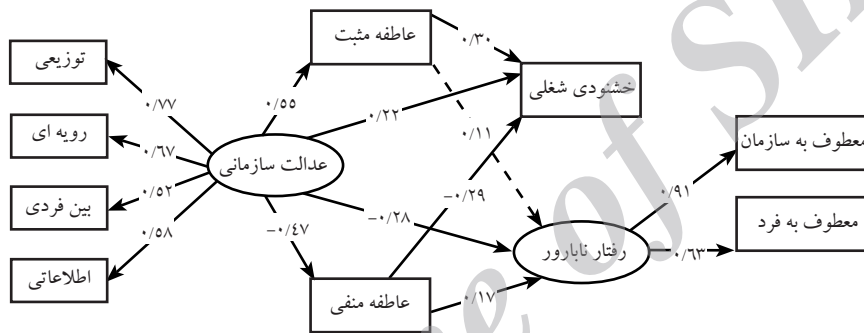 عاطفه مثبت
۰/۳۰
توزیعی
خشنودی شغلی
۰/۷۷
۰/۵۵
۰/۲۲
۰/۱۱
رویه ای
۰/۶۷
عدالت سازمانی
معطوف به سازمان
بین فردی
۰/۵۲
-۰/۲۹
۰/۹۱
۰/۵۸
-۰/۴۷
-۰/۲۸
معطوف به فرد
رفتار نابارور
۰/۶۳
اطلاعاتی
عاطفه منفی
۰/۱۷